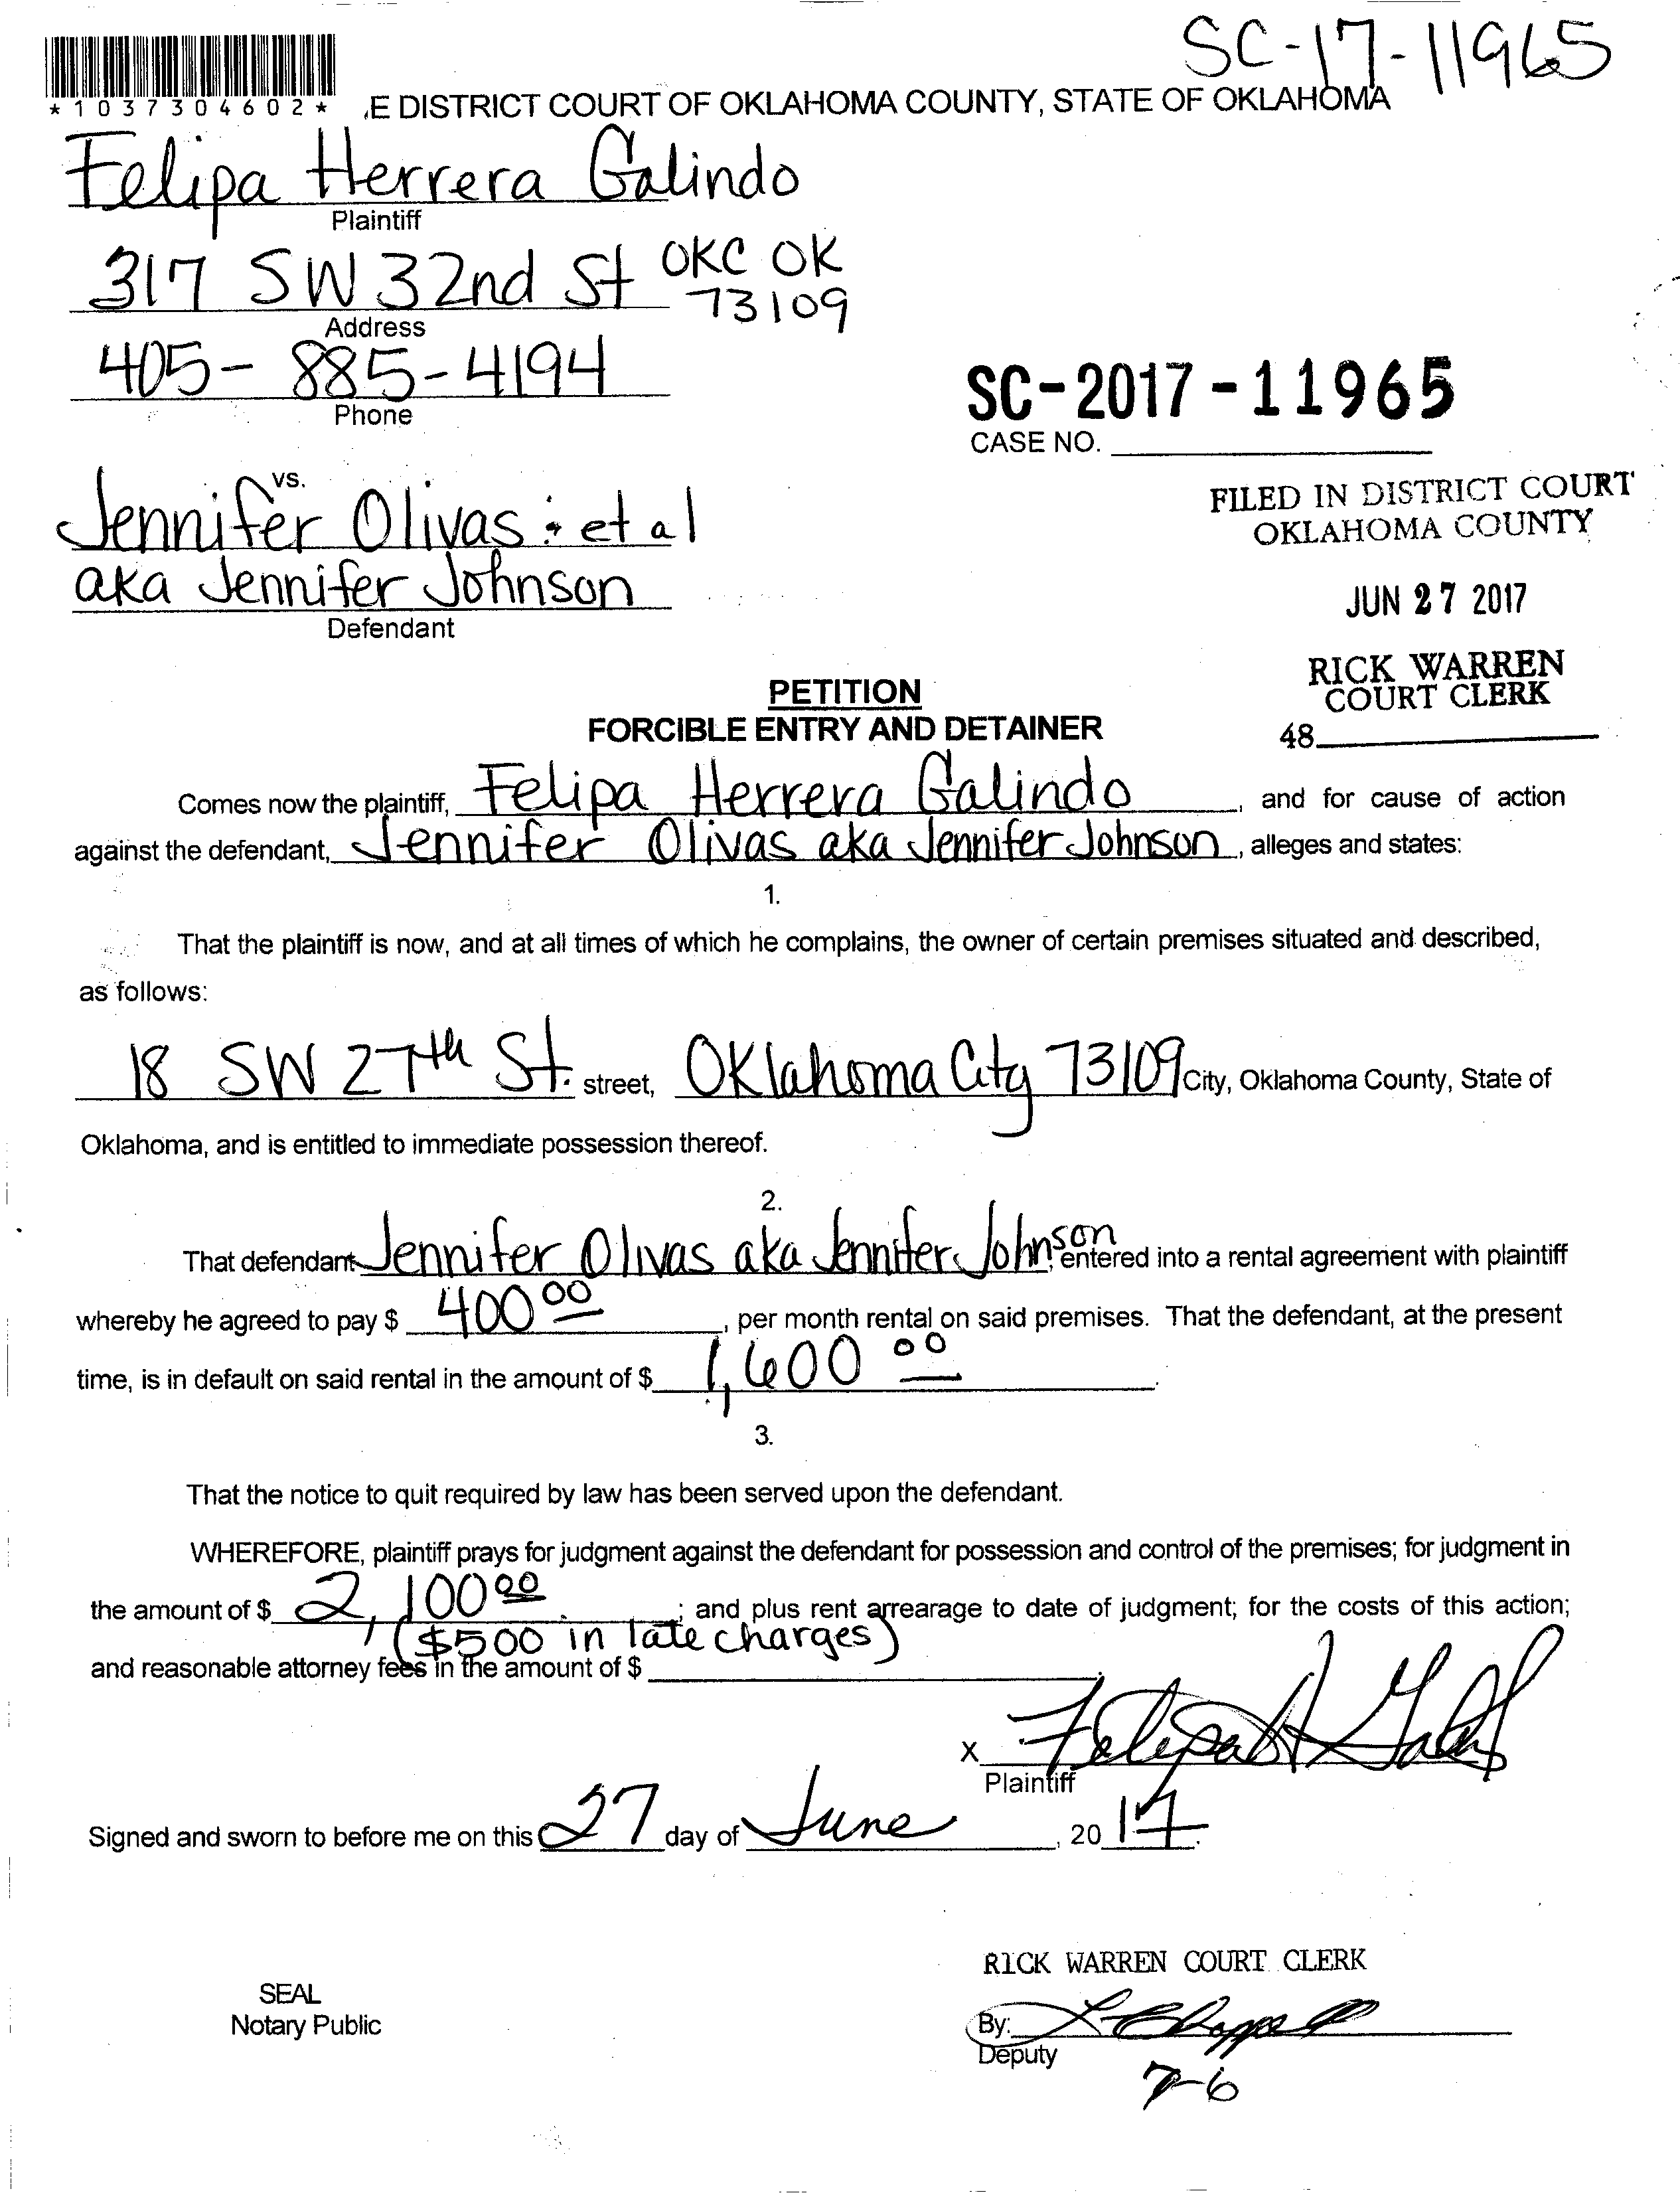 SC-17-11965
*1037304602*
,E DISTRICT COURT OF OKLAHOMA COUNTY, STATE OF OKLAHOMA
Felipa Herrera Galindo
Plaintiff
317 SW 32nd St OKC OK
73109
Address
405-885-4194
Phone
SC-2017-11965
CASE NO.
vs.
Jennifer Olivas : et al
aka Jennifer Johnson
Defendant
FILED IN DISTRICT COURT
OKLAHOMA COUNTY
JUN 27 2017
RICK WARREN
COURT CLERK
48
PETITION
FORCIBLE ENTRY AND DETAINER
Comes now the plaintiff, Felipa Herrera Galindo, and for cause of action
against the defendant, Jennifer Olivas aka Jennifer Johnson, alleges and states:
1.
That the plaintiff is now, and at all times of which he complains, the owner of certain premises situated and described,
as follows:
18 SW 27th St. street, Oklahoma City 73109 City, Oklahoma County, State of
Oklahoma, and is entitled to immediate possession thereof.
2.
That defendant Jennifer Olivas aka Jennifer Johnson, entered into a rental agreement with plaintiff
whereby he agreed to pay $ 400 00, per month rental on said premises. That the defendant, at the present
time, is in default on said rental in the amount of $ 1,600 00.
3.
That the notice to quit required by law has been served upon the defendant.
WHEREFORE, plaintiff prays for judgment against the defendant for possession and control of the premises; for judgment in
the amount of $ 2,100 00; and plus rent arrearage to date of judgment; for the costs of this action;
($500 in late charges)
and reasonable attorney fees in the amount of $
x Felipa H Galindo
Plaintiff
Signed and sworn to before me on this 27 day of June, 2017.
RICK WARREN COURT CLERK
SEAL
Notary Public
By: L Chappell
Deputy
7-6